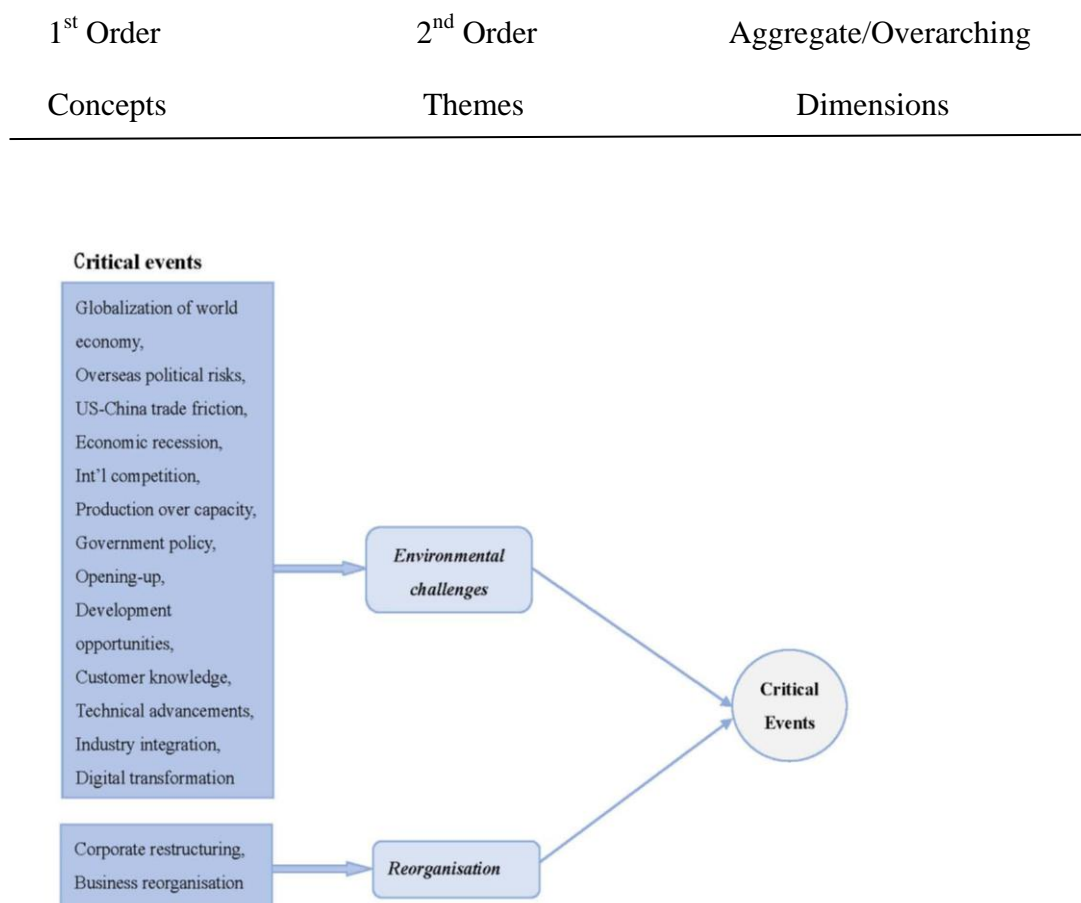 1st Order
2nd Order
Aggregate/Overarching
Concepts
Themes
Dimensions
Critical events
Globalization of world
economy,
Overseas political risks,
US-China trade friction,
Economic recession,
Int'l competition,
Production over capacity,
Government policy,
Opening-up,
Development
opportunities,
Customer knowledge,
Technical advancements,
Industry integration,
Digital transformation
Environmental
challenges
Critical
Events
Corporate restructuring,
Business reorganisation
Reorganisation